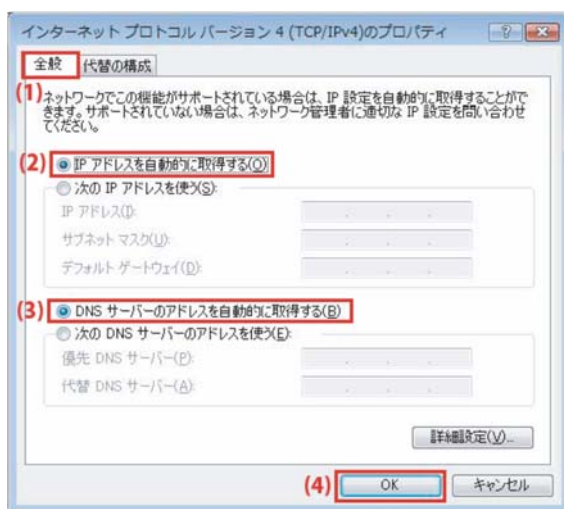 インターネット プロトコル バージョン 4 (TCP/IPv4)のプロパティ
全般 代替の構成
(1)
ネットワークでこの機能がサポートされている場合は、IP 設定を自動的に取得することがで
きます。サポートされていない場合は、ネットワーク管理者に適切な IP 設定を問い合わせ
てください。
(2) IP アドレスを自動的に取得する(O)
次の IP アドレスを使う(S):
IP アドレス(I):
サブネット マスク(U):
デフォルト ゲートウェイ(D):
(3) DNS サーバーのアドレスを自動的に取得する(B)
次の DNS サーバーのアドレスを使う(E):
優先 DNS サーバー(P):
代替 DNS サーバー(A):
詳細設定(V)...
(4) OK キャンセル